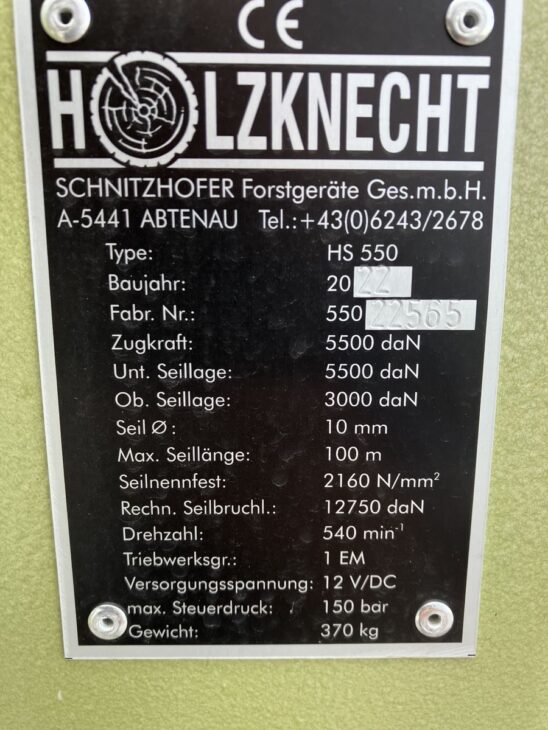 CE
HOLZKNECHT
SCHNITZHOFER Forstgeräte Ges.m.b.H.
A-5441 ABTENAU Tel.:+43(0)6243/2678
Type: HS 550
Baujahr: 2022
Fabr. Nr.: 550 22565
Zugkraft: 5500 daN
Unt. Seillage: 5500 daN
Ob. Seillage: 3000 daN
Seil Ø : 10 mm
Max. Seillänge: 100 m
Seilnennfest: 2160 N/mm²
Rechn. Seilbruchl.: 12750 daN
Drehzahl: 540 min⁻¹
Triebwerksgr.: 1 EM
Versorgungsspannung: 12 V/DC
max. Steuerdruck: 150 bar
Gewicht: 370 kg